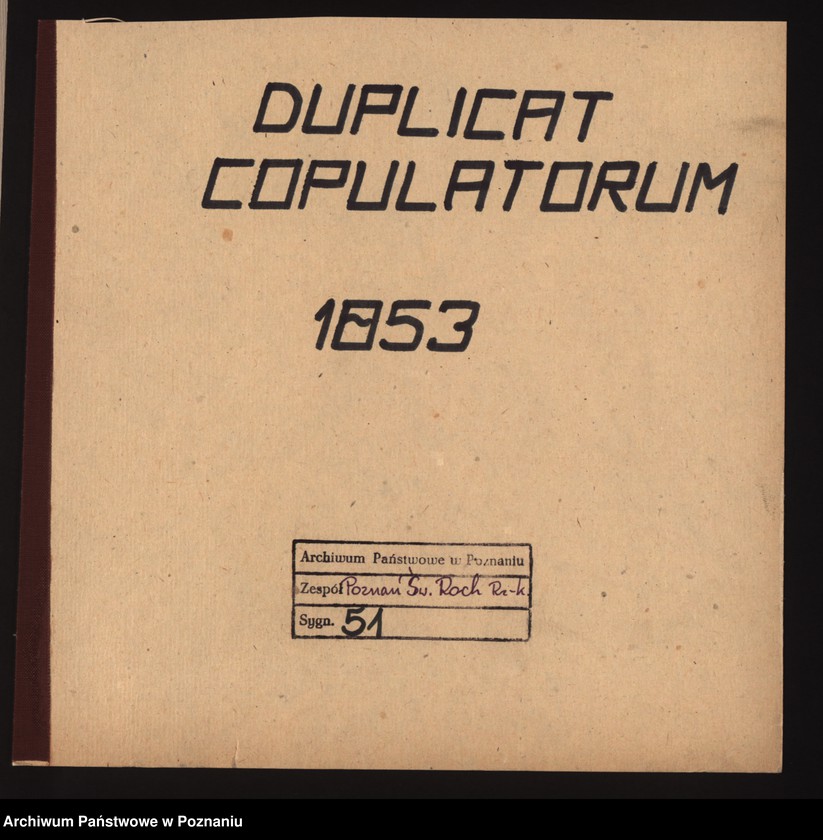 DUPLICAT
COPULATORUM
1853
Archiwum Państwowe w Poznaniu
Zespół Poznań Św. Roch Rz-k.
Sygn. 51
Archiwum Państwowe w Poznaniu